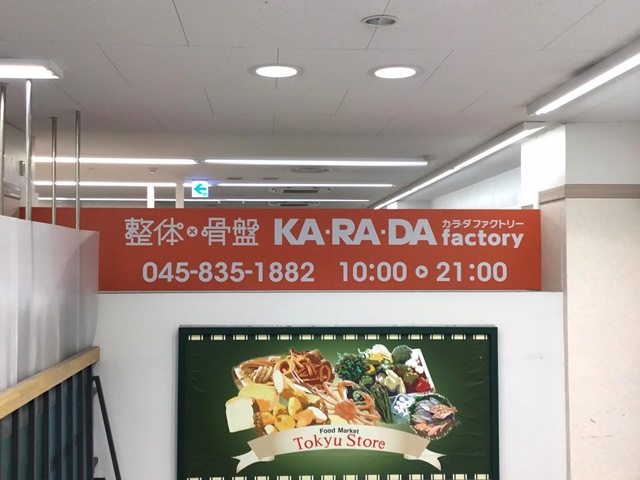 整体×骨盤 KA・RA・DA factory
カラダファクトリー
045-835-1882 10:00 ▶ 21:00
Food Market
Tokyu Store